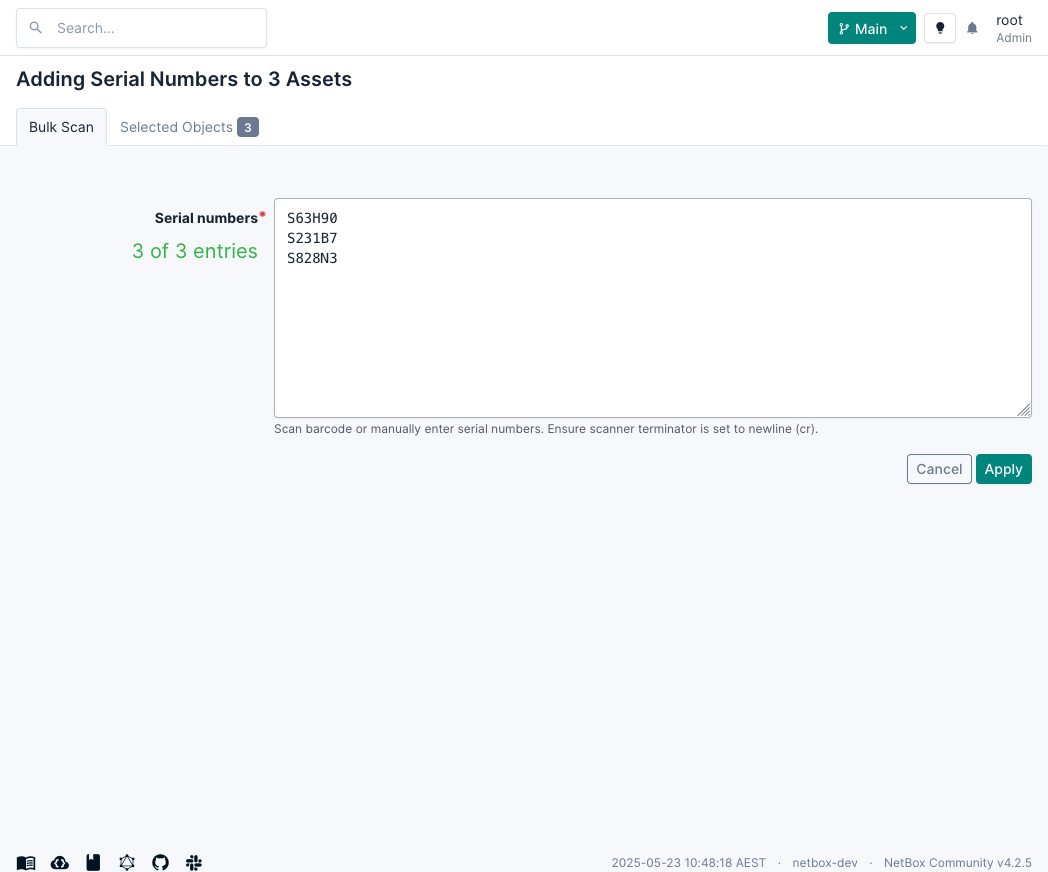 Search...
Main
root
Admin
Adding Serial Numbers to 3 Assets
Bulk Scan
Selected Objects 3
Serial numbers*
3 of 3 entries
S63H90
S231B7
S828N3
Scan barcode or manually enter serial numbers. Ensure scanner terminator is set to newline (cr).
Cancel
Apply
2025-05-23 10:48:18 AEST · netbox-dev · NetBox Community v4.2.5